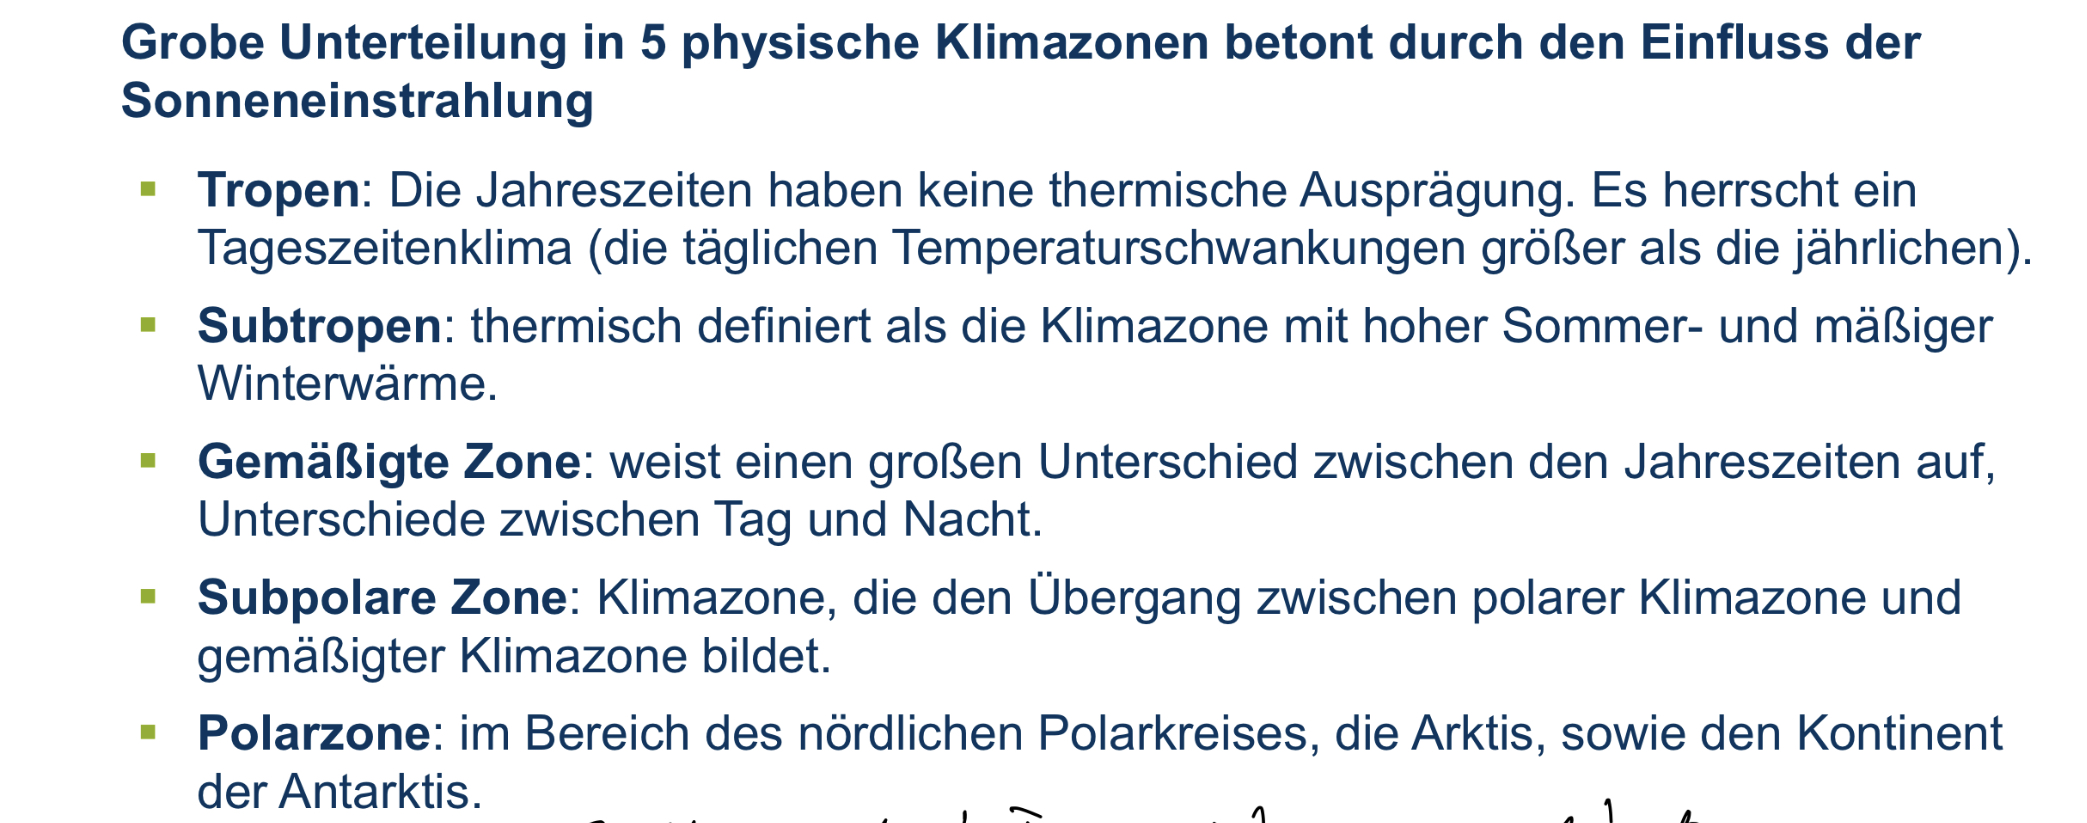 Grobe Unterteilung in 5 physische Klimazonen betont durch den Einfluss der
Sonneneinstrahlung
▪ Tropen: Die Jahreszeiten haben keine thermische Ausprägung. Es herrscht ein
Tageszeitenklima (die täglichen Temperaturschwankungen größer als die jährlichen).
▪ Subtropen: thermisch definiert als die Klimazone mit hoher Sommer- und mäßiger
Winterwärme.
▪ Gemäßigte Zone: weist einen großen Unterschied zwischen den Jahreszeiten auf,
Unterschiede zwischen Tag und Nacht.
▪ Subpolare Zone: Klimazone, die den Übergang zwischen polarer Klimazone und
gemäßigter Klimazone bildet.
▪ Polarzone: im Bereich des nördlichen Polarkreises, die Arktis, sowie den Kontinent
der Antarktis.